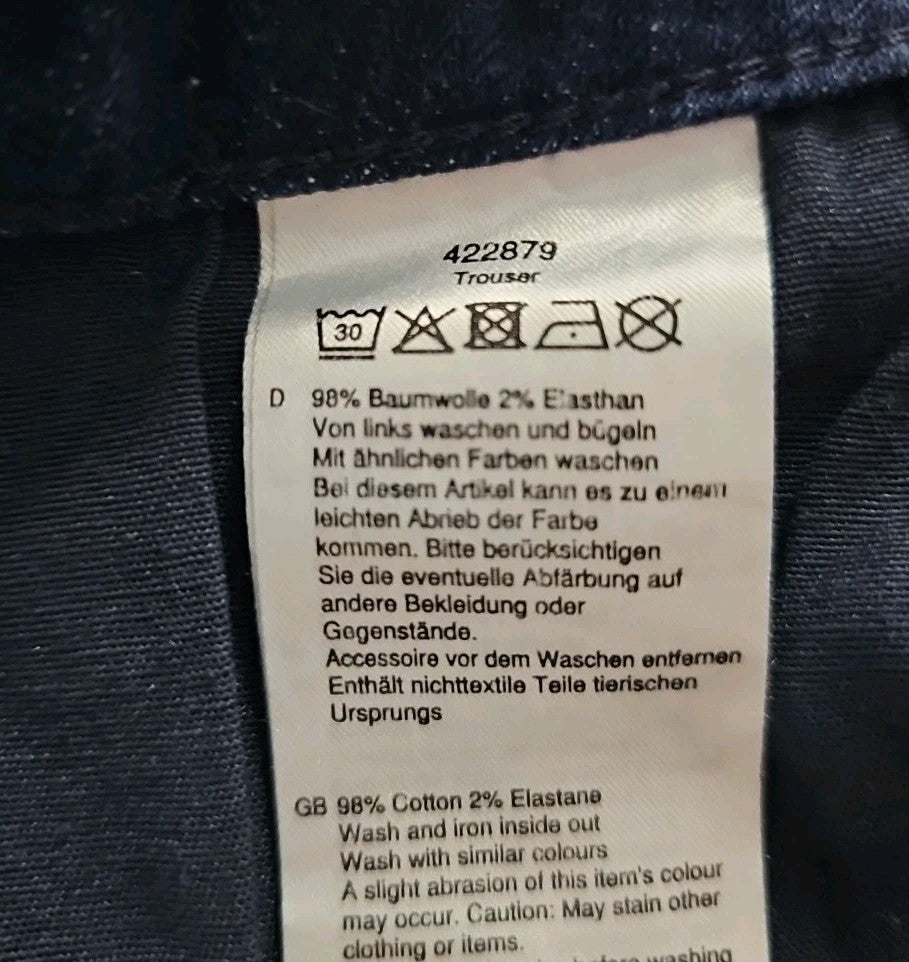 422879
Trouser
30
D 98% Baumwolle 2% Elasthan
Von links waschen und bügeln
Mit ähnlichen Farben waschen
Bei diesem Artikel kann es zu einem
leichten Abrieb der Farbe
kommen. Bitte berücksichtigen
Sie die eventuelle Abfärbung auf
andere Bekleidung oder
Gegenstände.
Accessoire vor dem Waschen entfernen
Enthält nichttextile Teile tierischen
Ursprungs
GB 98% Cotton 2% Elastane
Wash and iron inside out
Wash with similar colours
A slight abrasion of this item's colour
may occur. Caution: May stain other
clothing or items.
before washing